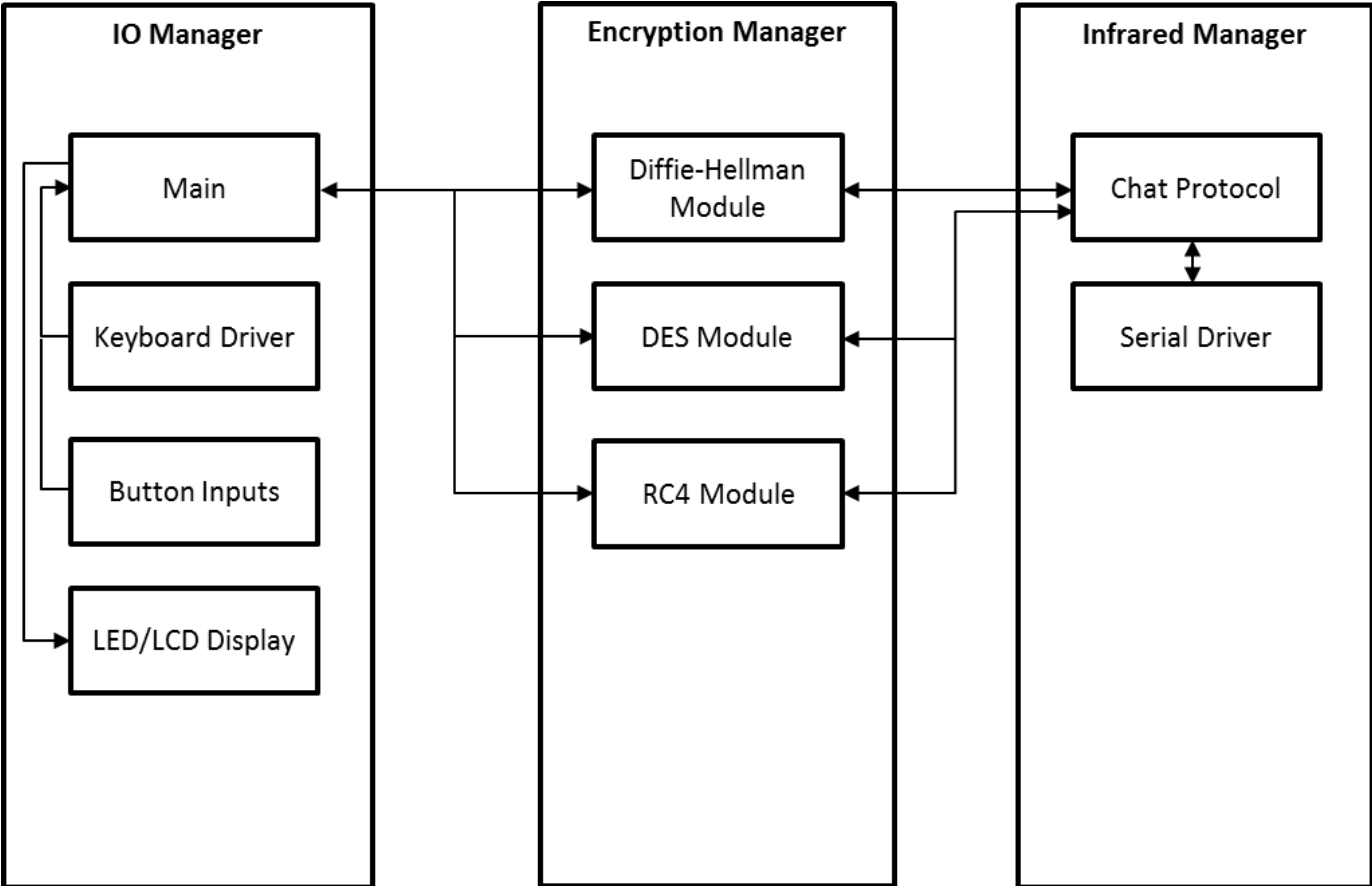 IO Manager
Main
Keyboard Driver
Button Inputs
LED/LCD Display
Encryption Manager
Diffie-Hellman
Module
DES Module
RC4 Module
Infrared Manager
Chat Protocol
Serial Driver